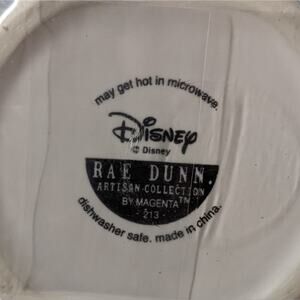 may get hot in microwave.
Disney
© Disney
RAE DUNN.
ARTISAN COLLECTION
BY MAGENTA™
- 213 -
dishwasher safe. made in china.